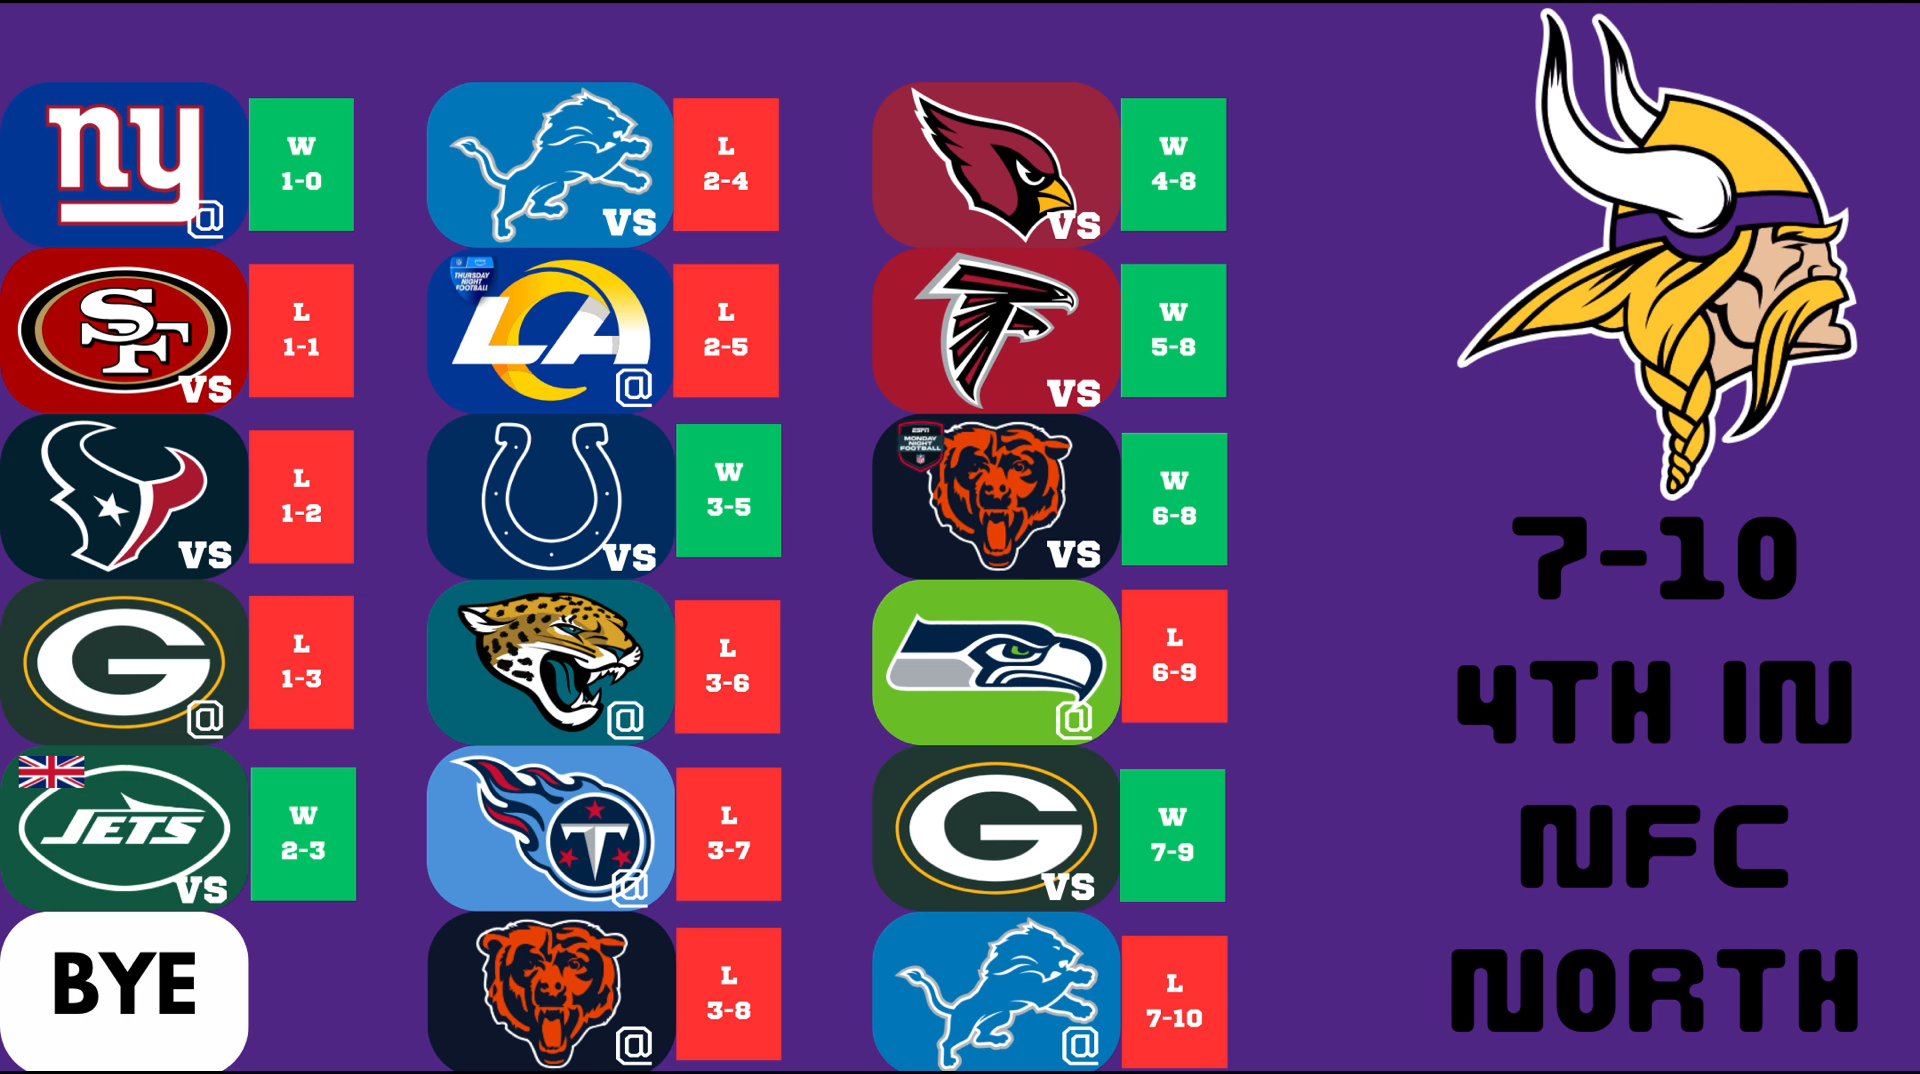 ny
@
W
1-0
SF
VS
L
1-1
VS
L
1-2
G
@
L
1-3
JETS
VS
W
2-3
BYE
VS
L
2-4
THURSDAY
NIGHT
FOOTBALL
LA
@
L
2-5
VS
W
3-5
@
L
3-6
T
@
L
3-7
@
L
3-8
VS
W
4-8
VS
W
5-8
ESPN
MONDAY
NIGHT
FOOTBALL
VS
W
6-8
@
L
6-9
G
VS
W
7-9
@
L
7-10
7-10
4TH IN
NFC
NORTH